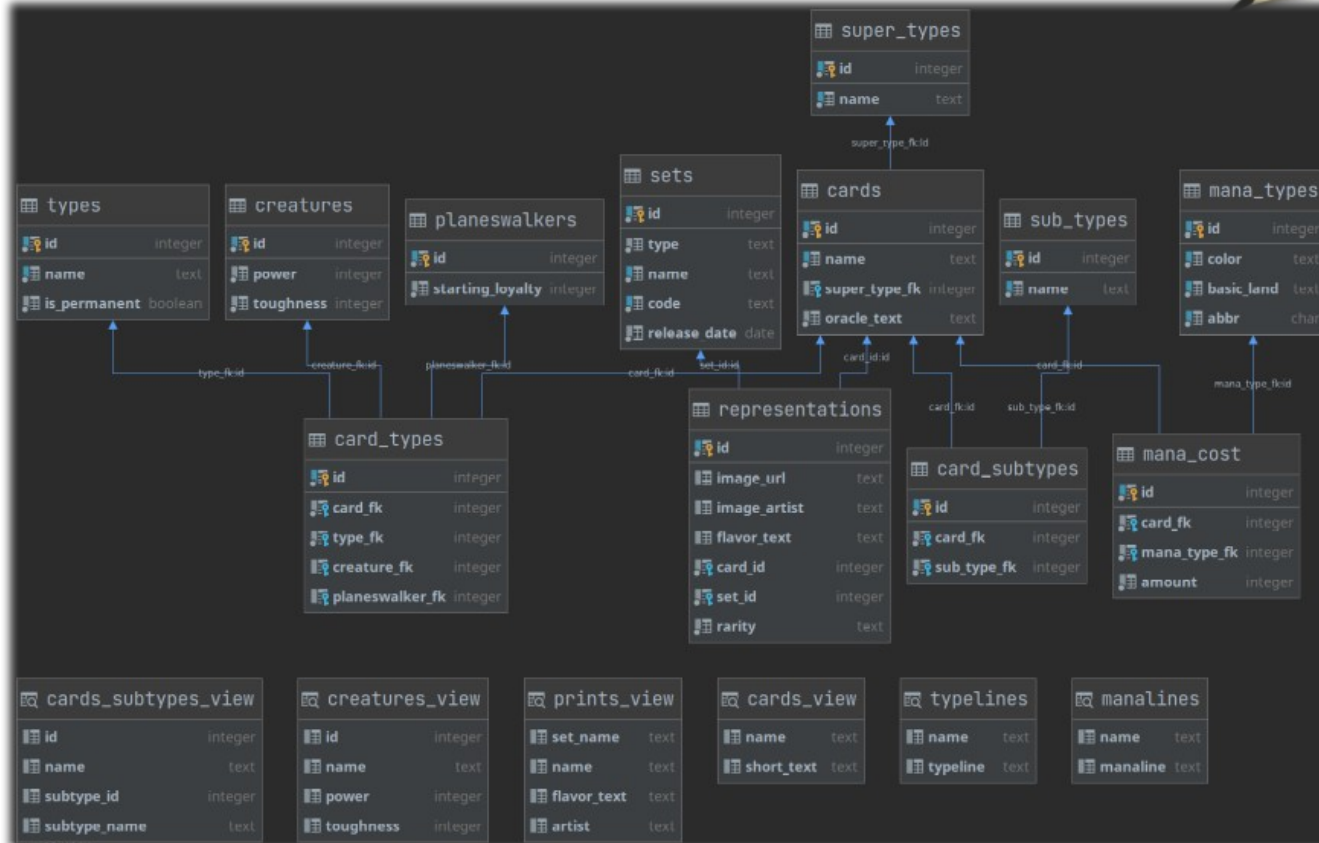 super_types
id integer
name text
super_type_fk:id
types
id integer
name text
is_permanent boolean
creatures
id integer
power integer
toughness integer
planeswalkers
id integer
starting_loyalty integer
sets
id integer
type text
name text
code text
release_date date
cards
id integer
name text
super_type_fk integer
oracle_text text
sub_types
id integer
name text
mana_types
id integer
color text
basic_land text
abbr char
type_fk:id
creature_fk:id
planeswalker_fk:id
card_fk:id
set_id:id
card_id:id
card_fk:id
sub_type_fk:id
card_fk:id
mana_type_fk:id
card_types
id integer
card_fk integer
type_fk integer
creature_fk integer
planeswalker_fk integer
representations
id integer
image_url text
image_artist text
flavor_text text
card_id integer
set_id integer
rarity text
card_subtypes
id integer
card_fk integer
sub_type_fk integer
mana_cost
id integer
card_fk integer
mana_type_fk integer
amount integer
cards_subtypes_view
id integer
name text
subtype_id integer
subtype_name text
creatures_view
id integer
name text
power integer
toughness integer
prints_view
set_name text
name text
flavor_text text
artist text
cards_view
name text
short_text text
typelines
name text
typeline text
manalines
name text
manaline text